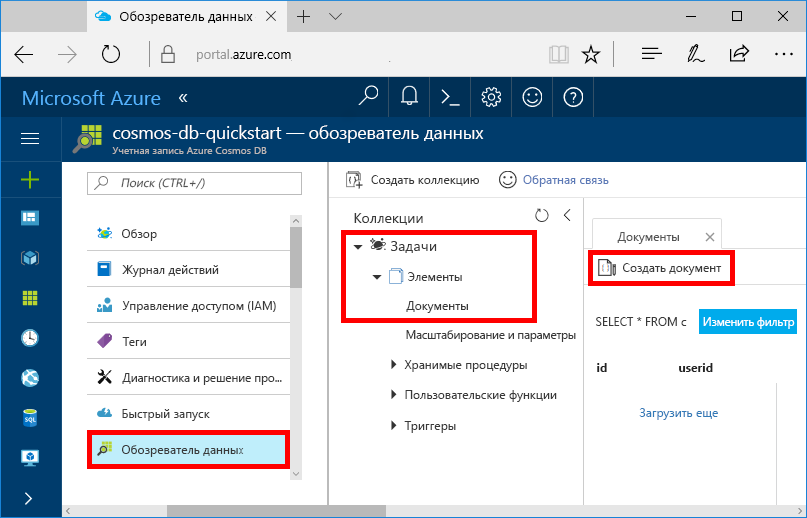 Обозреватель данных
portal.azure.com
Microsoft Azure «
cosmos-db-quickstart — обозреватель данных
Учетная запись Azure Cosmos DB
Поиск (CTRL+/)
Обзор
Журнал действий
Управление доступом (IAM)
Теги
Диагностика и решение про...
Быстрый запуск
Обозреватель данных
Создать коллекцию
Обратная связь
Коллекции
Задачи
Элементы
Документы
Масштабирование и параметры
Хранимые процедуры
Пользовательские функции
Триггеры
Документы
Создать документ
SELECT * FROM c
Изменить фильтр
id userid
Загрузить еще
SQL